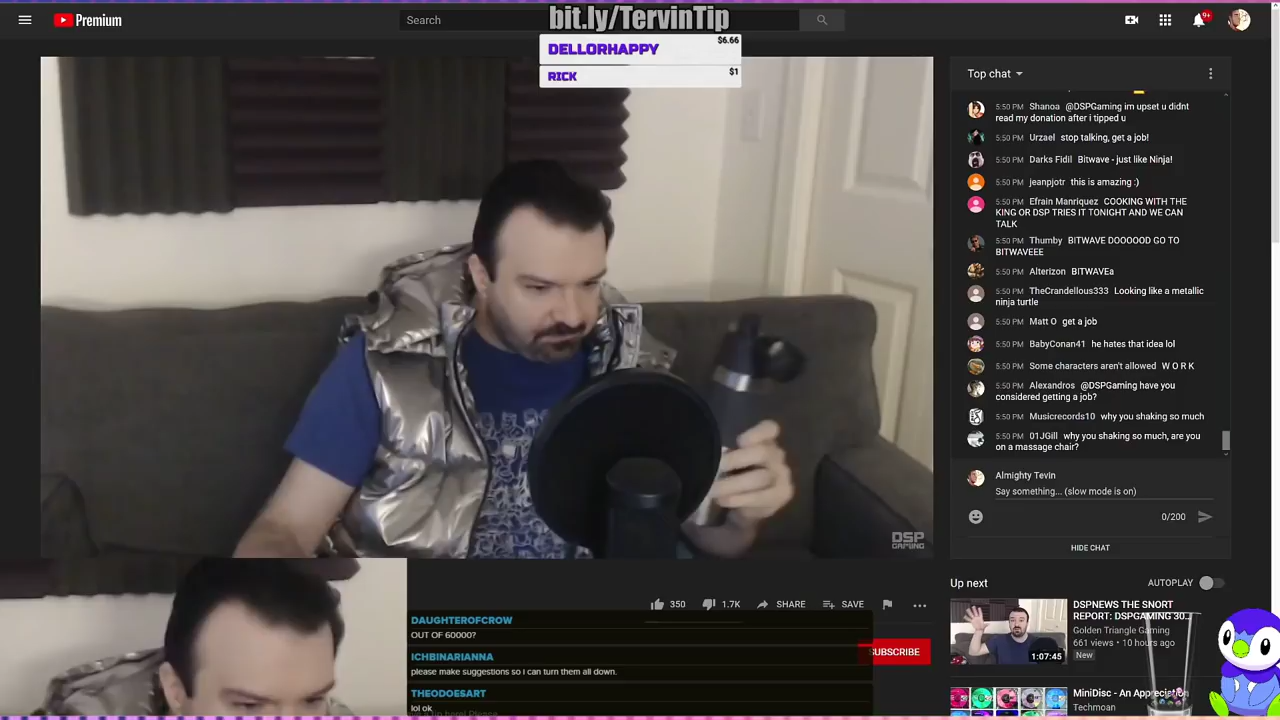 Premium
Search
bit.ly/TervinTip
9+
DELLORHAPPY $6.66
RICK $1
Top chat
5:50 PM Shanoa @DSPGaming im upset u didnt
read my donation after i tipped u
5:50 PM Urzael stop talking, get a job!
5:50 PM Darks Fidil Bitwave - just like Ninja!
5:50 PM jeanpjotr this is amazing :)
5:50 PM Efrain Manriquez COOKING WITH THE
KING OR DSP TRIES IT TONIGHT AND WE CAN
TALK
5:50 PM Thumby BITWAVE DOOOOOD GO TO
BITWAVEEE
5:50 PM Alterizon BITWAVEa
5:50 PM TheCrandellous333 Looking like a metallic
ninja turtle
5:50 PM Matt O get a job
5:50 PM BabyConan41 he hates that idea lol
5:50 PM Some characters aren't allowed W O R K
5:50 PM Alexandros @DSPGaming have you
considered getting a job?
5:50 PM Musicrecords10 why you shaking so much
5:50 PM 01JGill why you shaking so much, are you
on a massage chair?
Almighty Tevin
Say something... (slow mode is on)
0/200
HIDE CHAT
DSP
GAMING
350 1.7K SHARE SAVE
SUBSCRIBE
DAUGHTEROFCROW
OUT OF 60000?
ICHBINARIANNA
please make suggestions so I can turn them all down.
THEODOESART
lol ok
Up next
AUTOPLAY
1:07:45
DSPNEWS THE SNORT
REPORT: DSPGAMING 30...
Golden Triangle Gaming
661 views • 10 hours ago
New
MiniDisc - An Appreciation
Techmoan